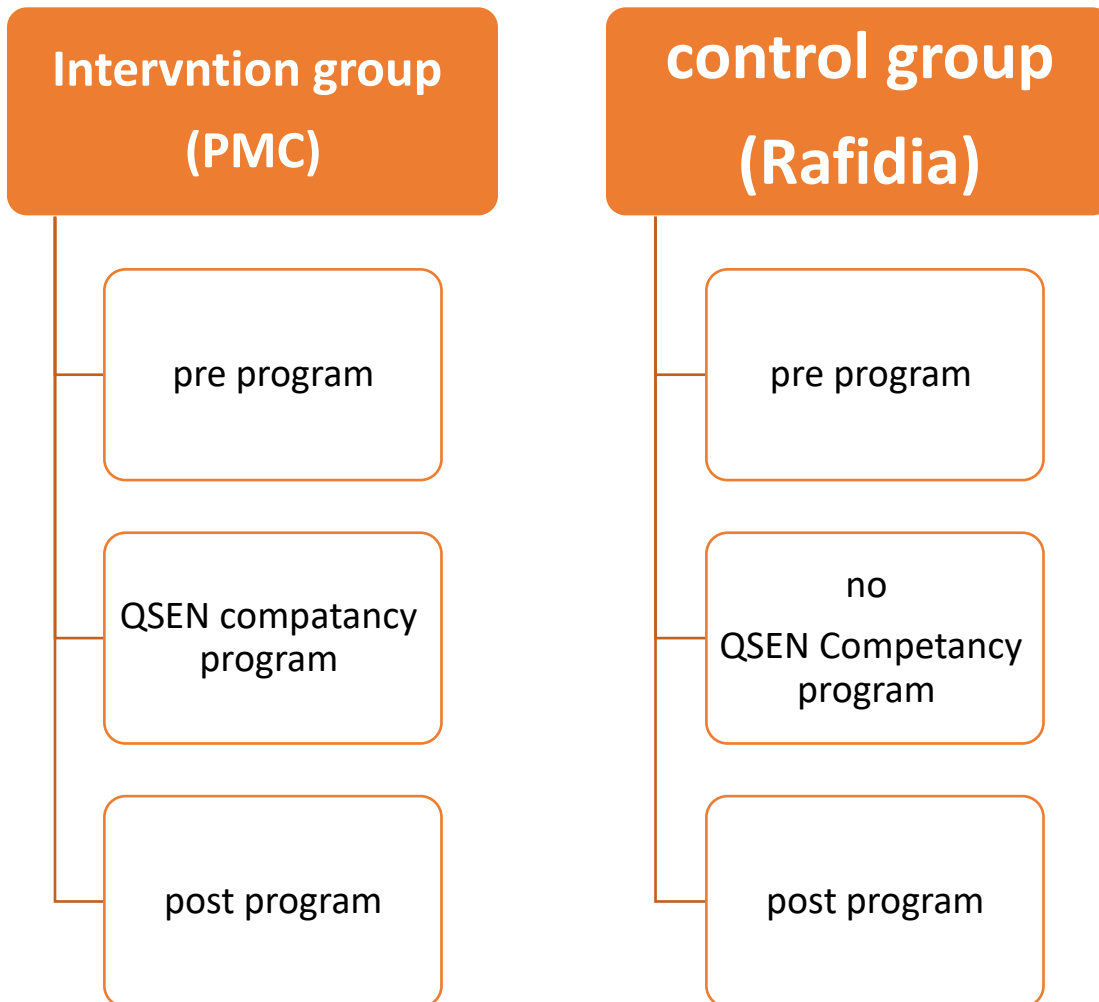 Intervntion group
(PMC)
pre program
QSEN compatancy
program
post program
control group
(Rafidia)
pre program
no
QSEN Competancy
program
post program